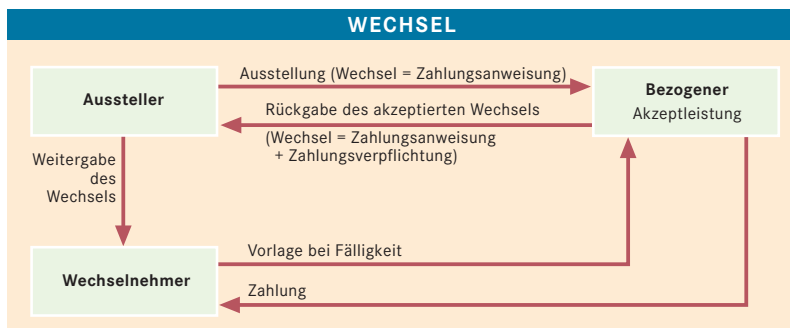 WECHSEL
Aussteller
Ausstellung (Wechsel = Zahlungsanweisung)
Bezogener
Akzeptleistung
Rückgabe des akzeptierten Wechsels
(Wechsel = Zahlungsanweisung
+ Zahlungsverpflichtung)
Weitergabe
des
Wechsels
Wechselnehmer
Vorlage bei Fälligkeit
Zahlung